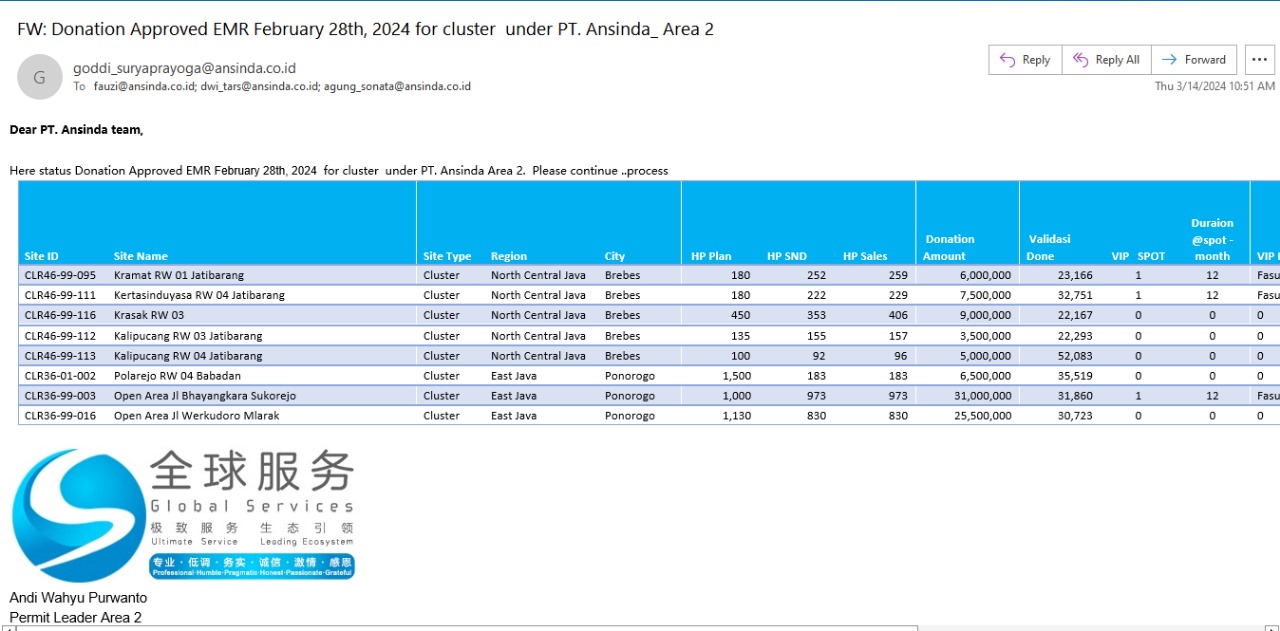 FW: Donation Approved EMR February 28th, 2024 for cluster  under PT. Ansinda_ Area 2
G
goddi_suryaprayoga@ansinda.co.id
To fauzi@ansinda.co.id; dwi_tars@ansinda.co.id; agung_sonata@ansinda.co.id
Reply Reply All Forward ...
Thu 3/14/2024 10:51 AM
Dear PT. Ansinda team,
Here status Donation Approved EMR February 28th, 2024  for cluster  under PT. Ansinda Area 2.  Please continue ..process
Site ID Site Name Site Type Region City HP Plan HP SND HP Sales Donation Amount Validasi Done VIP SPOT Duraion @spot - month VIP
CLR46-99-095 Kramat RW 01 Jatibarang Cluster North Central Java Brebes 180 252 259 6,000,000 23,166 1 12 Fasu
CLR46-99-111 Kertasinduyasa RW 04 Jatibarang Cluster North Central Java Brebes 180 222 229 7,500,000 32,751 1 12 Fasu
CLR46-99-116 Krasak RW 03 Cluster North Central Java Brebes 450 353 406 9,000,000 22,167 0 0 0
CLR46-99-112 Kalipucang RW 03 Jatibarang Cluster North Central Java Brebes 135 155 157 3,500,000 22,293 0 0 0
CLR46-99-113 Kalipucang RW 04 Jatibarang Cluster North Central Java Brebes 100 92 96 5,000,000 52,083 0 0 0
CLR36-01-002 Polarejo RW 04 Babadan Cluster East Java Ponorogo 1,500 183 183 6,500,000 35,519 0 0 0
CLR36-99-003 Open Area Jl Bhayangkara Sukorejo Cluster East Java Ponorogo 1,000 973 973 31,000,000 31,860 1 12 Fasu
CLR36-99-016 Open Area Jl Werkudoro Mlarak Cluster East Java Ponorogo 1,130 830 830 25,500,000 30,723 0 0 0
全球服务
Global Services
极致服务 生态引领
Ultimate Service Leading Ecosystem
专业·低调·务实·诚信·激情·感恩
Professional·Humble·Pragmatic·Honest·Passionate·Grateful
Andi Wahyu Purwanto
Permit Leader Area 2